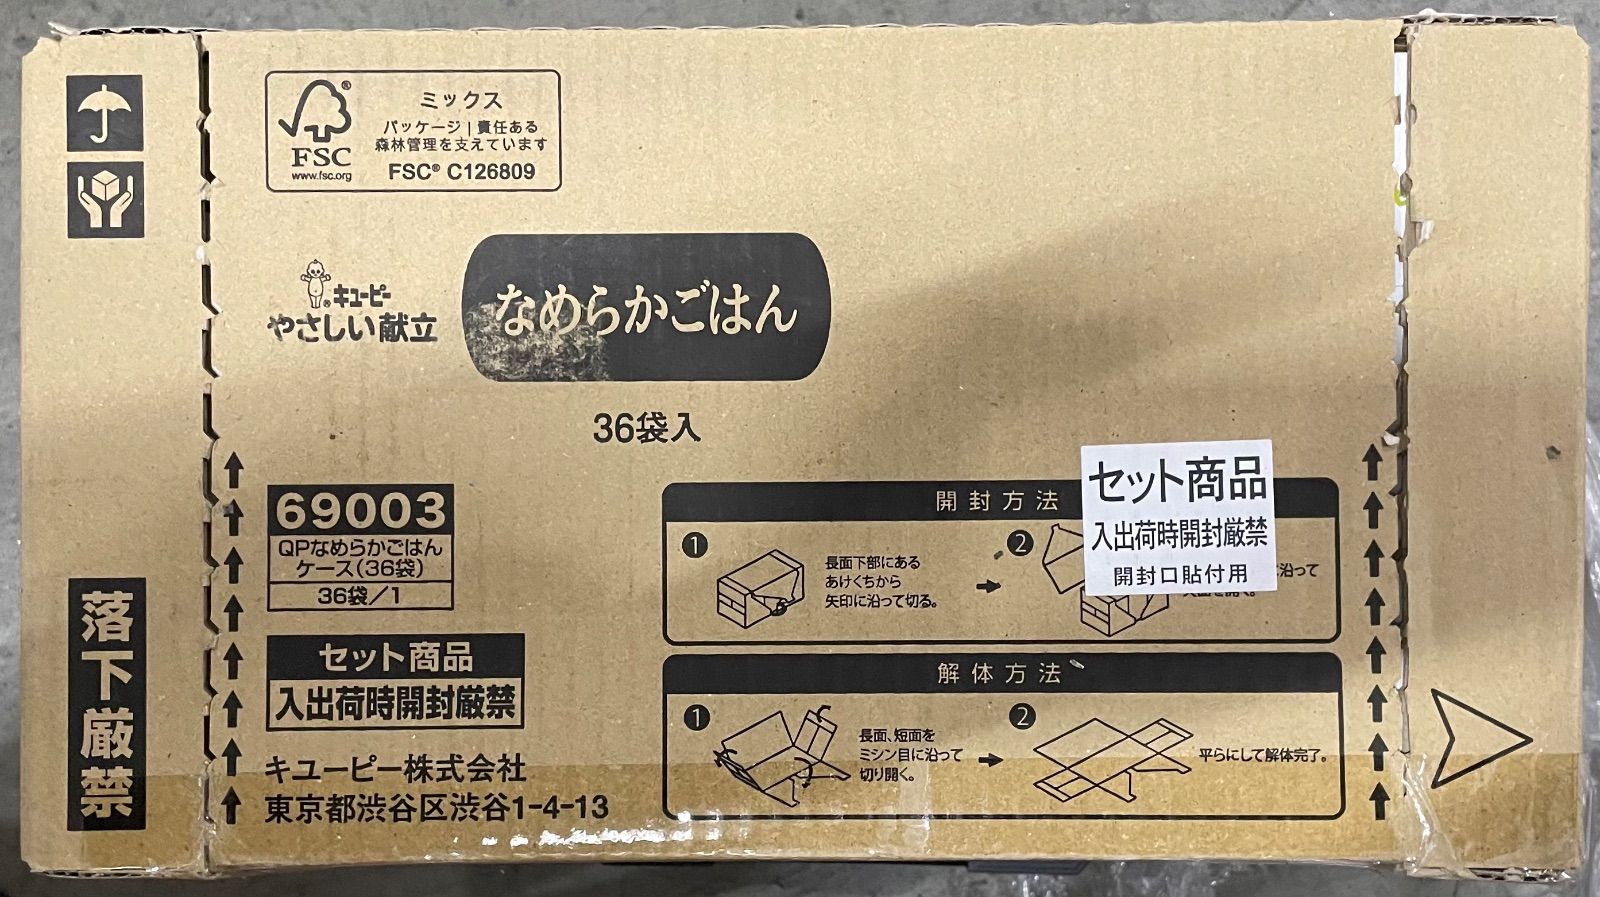 FSC
www.fsc.org
ミックス
パッケージ | 責任ある
森林管理を支えています
FSC® C126809
キユーピー
やさしい献立
なめらかごはん
36袋入
69003
QPなめらかごはん
ケース(36袋)
36袋/1
セット商品
入出荷時開封厳禁
キユーピー株式会社
東京都渋谷区渋谷1-4-13
落下厳禁
開封方法
1
長面下部にある
あけくちから
矢印に沿って切る。
2
に沿って
セット商品
入出荷時開封厳禁
開封口貼付用
解体方法
1
長面、短面を
ミシン目に沿って
切り開く。
2
平らにして解体完了。